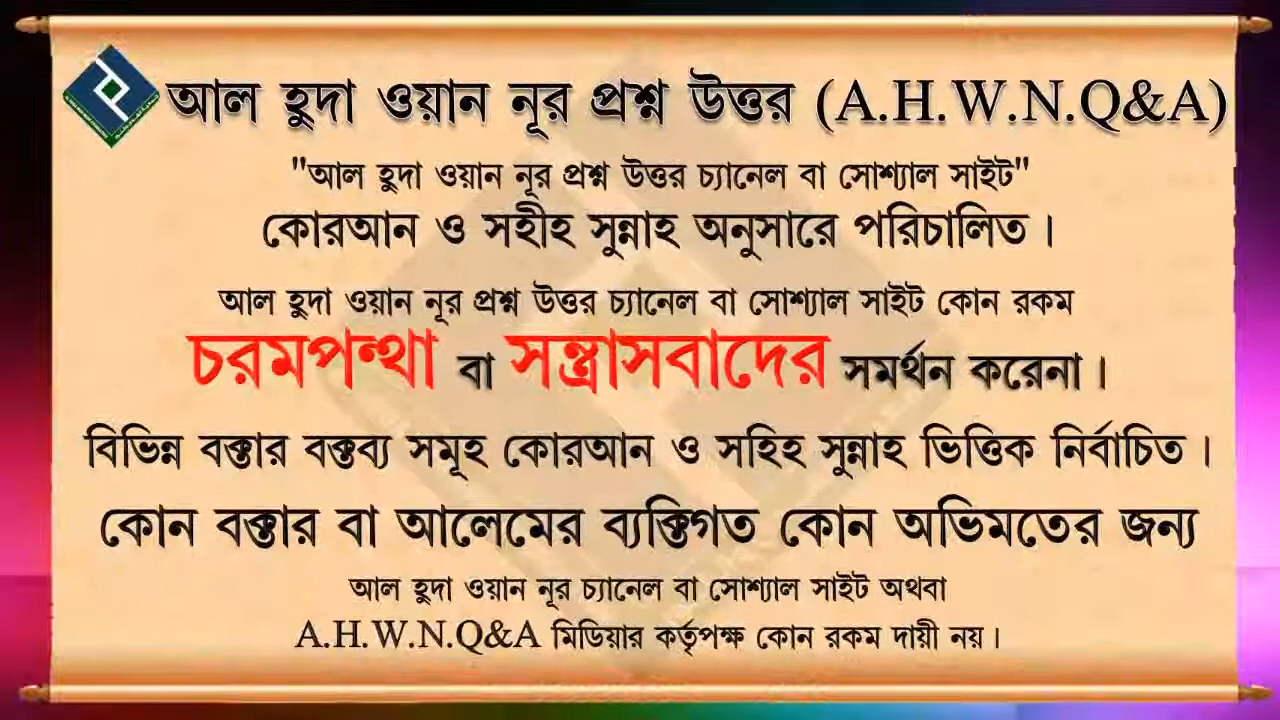 আল হুদা ওয়ান নূর প্রশ্ন উত্তর (A.H.W.N.Q&A)
"আল হুদা ওয়ান নূর প্রশ্ন উত্তর চ্যানেল বা সোশ্যাল সাইট"
কোরআন ও সহীহ সুন্নাহ অনুসারে পরিচালিত ।
আল হুদা ওয়ান নূর প্রশ্ন উত্তর চ্যানেল বা সোশ্যাল সাইট কোন রকম
চরমপন্থা বা সন্ত্রাসবাদের সমর্থন করেনা ।
বিভিন্ন বক্তার বক্তব্য সমূহ কোরআন ও সহিহ সুন্নাহ ভিত্তিক নির্বাচিত ।
কোন বক্তার বা আলেমের ব্যক্তিগত কোন অভিমতের জন্য
আল হুদা ওয়ান নূর চ্যানেল বা সোশ্যাল সাইট অথবা
A.H.W.N.Q&A মিডিয়ার কর্তৃপক্ষ কোন রকম দায়ী নয় ।